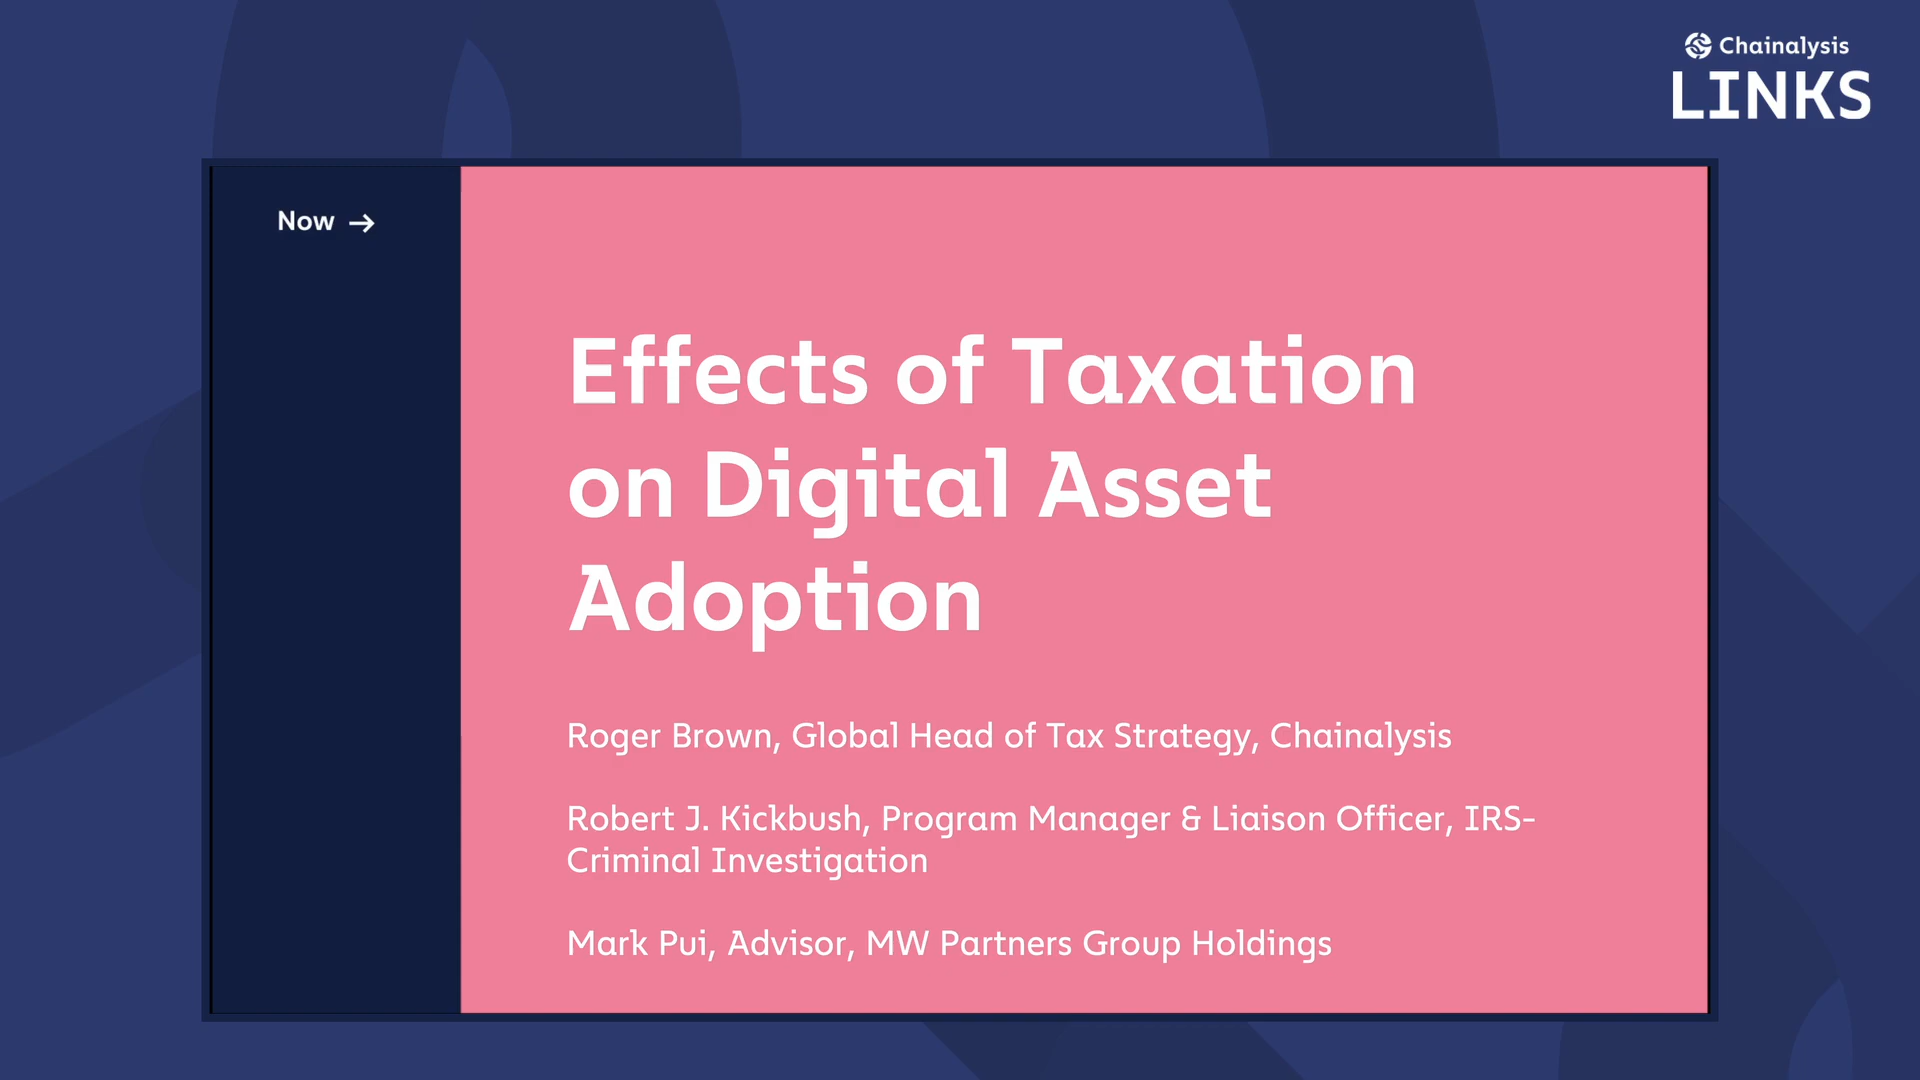 Chainalysis
LINKS
Now →
Effects of Taxation
on Digital Asset
Adoption
Roger Brown, Global Head of Tax Strategy, Chainalysis
Robert J. Kickbush, Program Manager & Liaison Officer, IRS-
Criminal Investigation
Mark Pui, Advisor, MW Partners Group Holdings